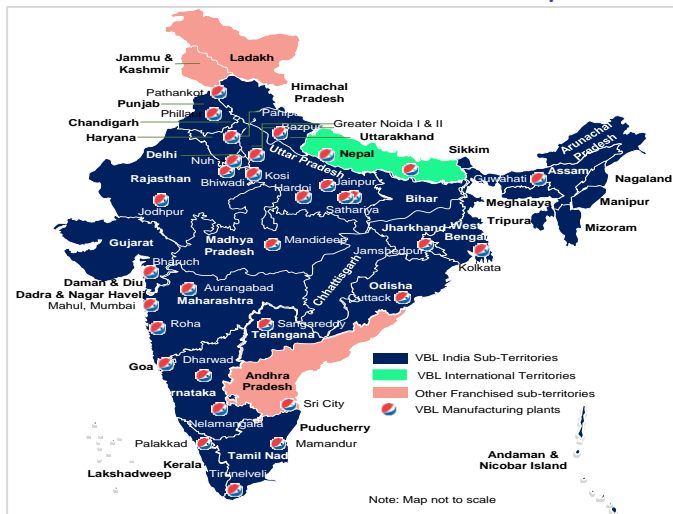 Jammu &
Kashmir
Ladakh
Pathankot
Himachal
Pradesh
Punjab
Phillaur
Chandigarh
Haryana
Greater Noida I & II
Bazpur
Uttarakhand
Delhi
Nuh
Uttar Pradesh
Nepal
Sikkim
Arunachal
Pradesh
Rajasthan
Bhiwadi
Kosi
Hardoi
Jainpur
Guwahati
Assam
Nagaland
Jodhpur
Sathariya
Bihar
Meghalaya
Manipur
Tripura
Mizoram
Gujarat
Madhya
Pradesh
Mandideep
Jharkhand
Jamshedpur
West
Bengal
Kolkata
Bharuch
Chhattisgarh
Daman & Diu
Dadra & Nagar Haveli
Aurangabad
Maharashtra
Odisha
Cuttack
Mahul, Mumbai
Roha
Sangareddy
Telangana
Goa
Dharwad
Andhra
Pradesh
rnataka
Sri City
Nelamangala
Puducherry
Palakkad
Mamandur
Kerala
Tamil Nad
Lakshadweep
Tirunelveli
Andaman &
Nicobar Island
VBL India Sub-Territories
VBL International Territories
Other Franchised sub-territories
VBL Manufacturing plants
Note: Map not to scale